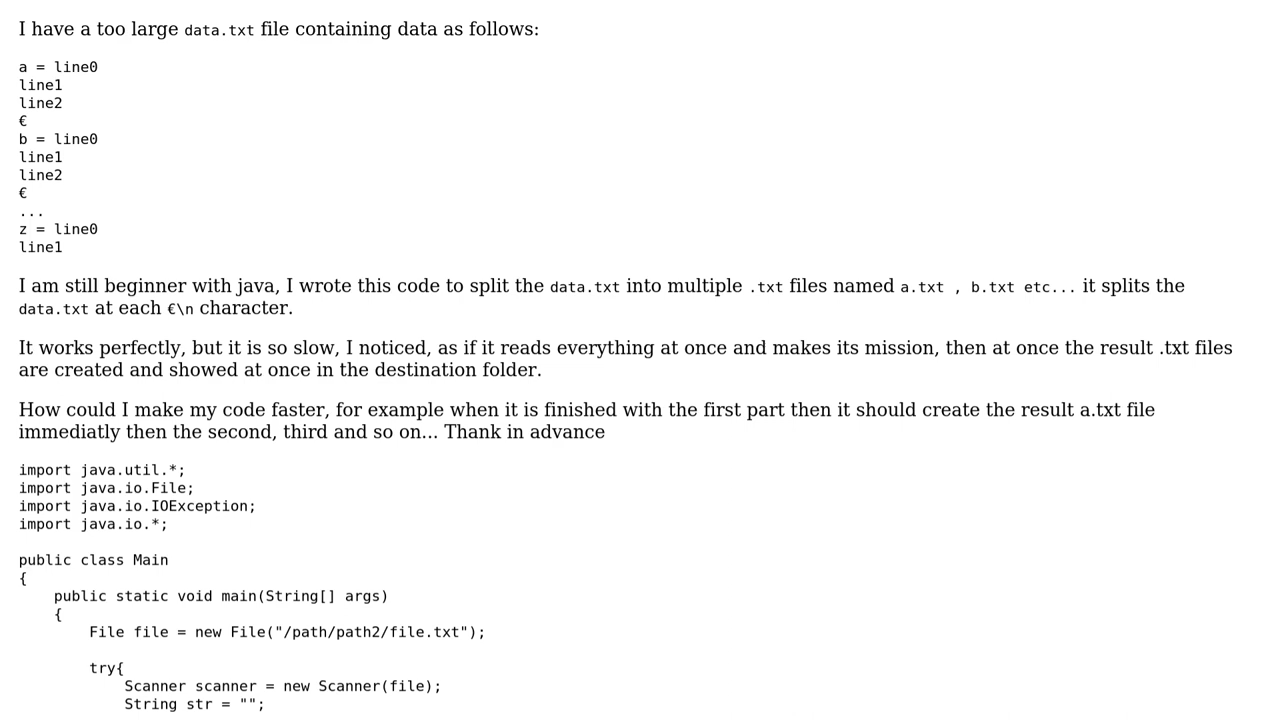 I have a too large data.txt file containing data as follows:
a = line0
line1
line2
€
b = line0
line1
line2
€
...
z = line0
line1
I am still beginner with java, I wrote this code to split the data.txt into multiple .txt files named a.txt , b.txt etc... it splits the
data.txt at each €\n character.
It works perfectly, but it is so slow, I noticed, as if it reads everything at once and makes its mission, then at once the result .txt files
are created and showed at once in the destination folder.
How could I make my code faster, for example when it is finished with the first part then it should create the result a.txt file
immediatly then the second, third and so on... Thank in advance
import java.util.*;
import java.io.File;
import java.io.IOException;
import java.io.*;
public class Main
{
    public static void main(String[] args)
    {
        File file = new File("/path/path2/file.txt");
        try{
            Scanner scanner = new Scanner(file);
            String str = "";